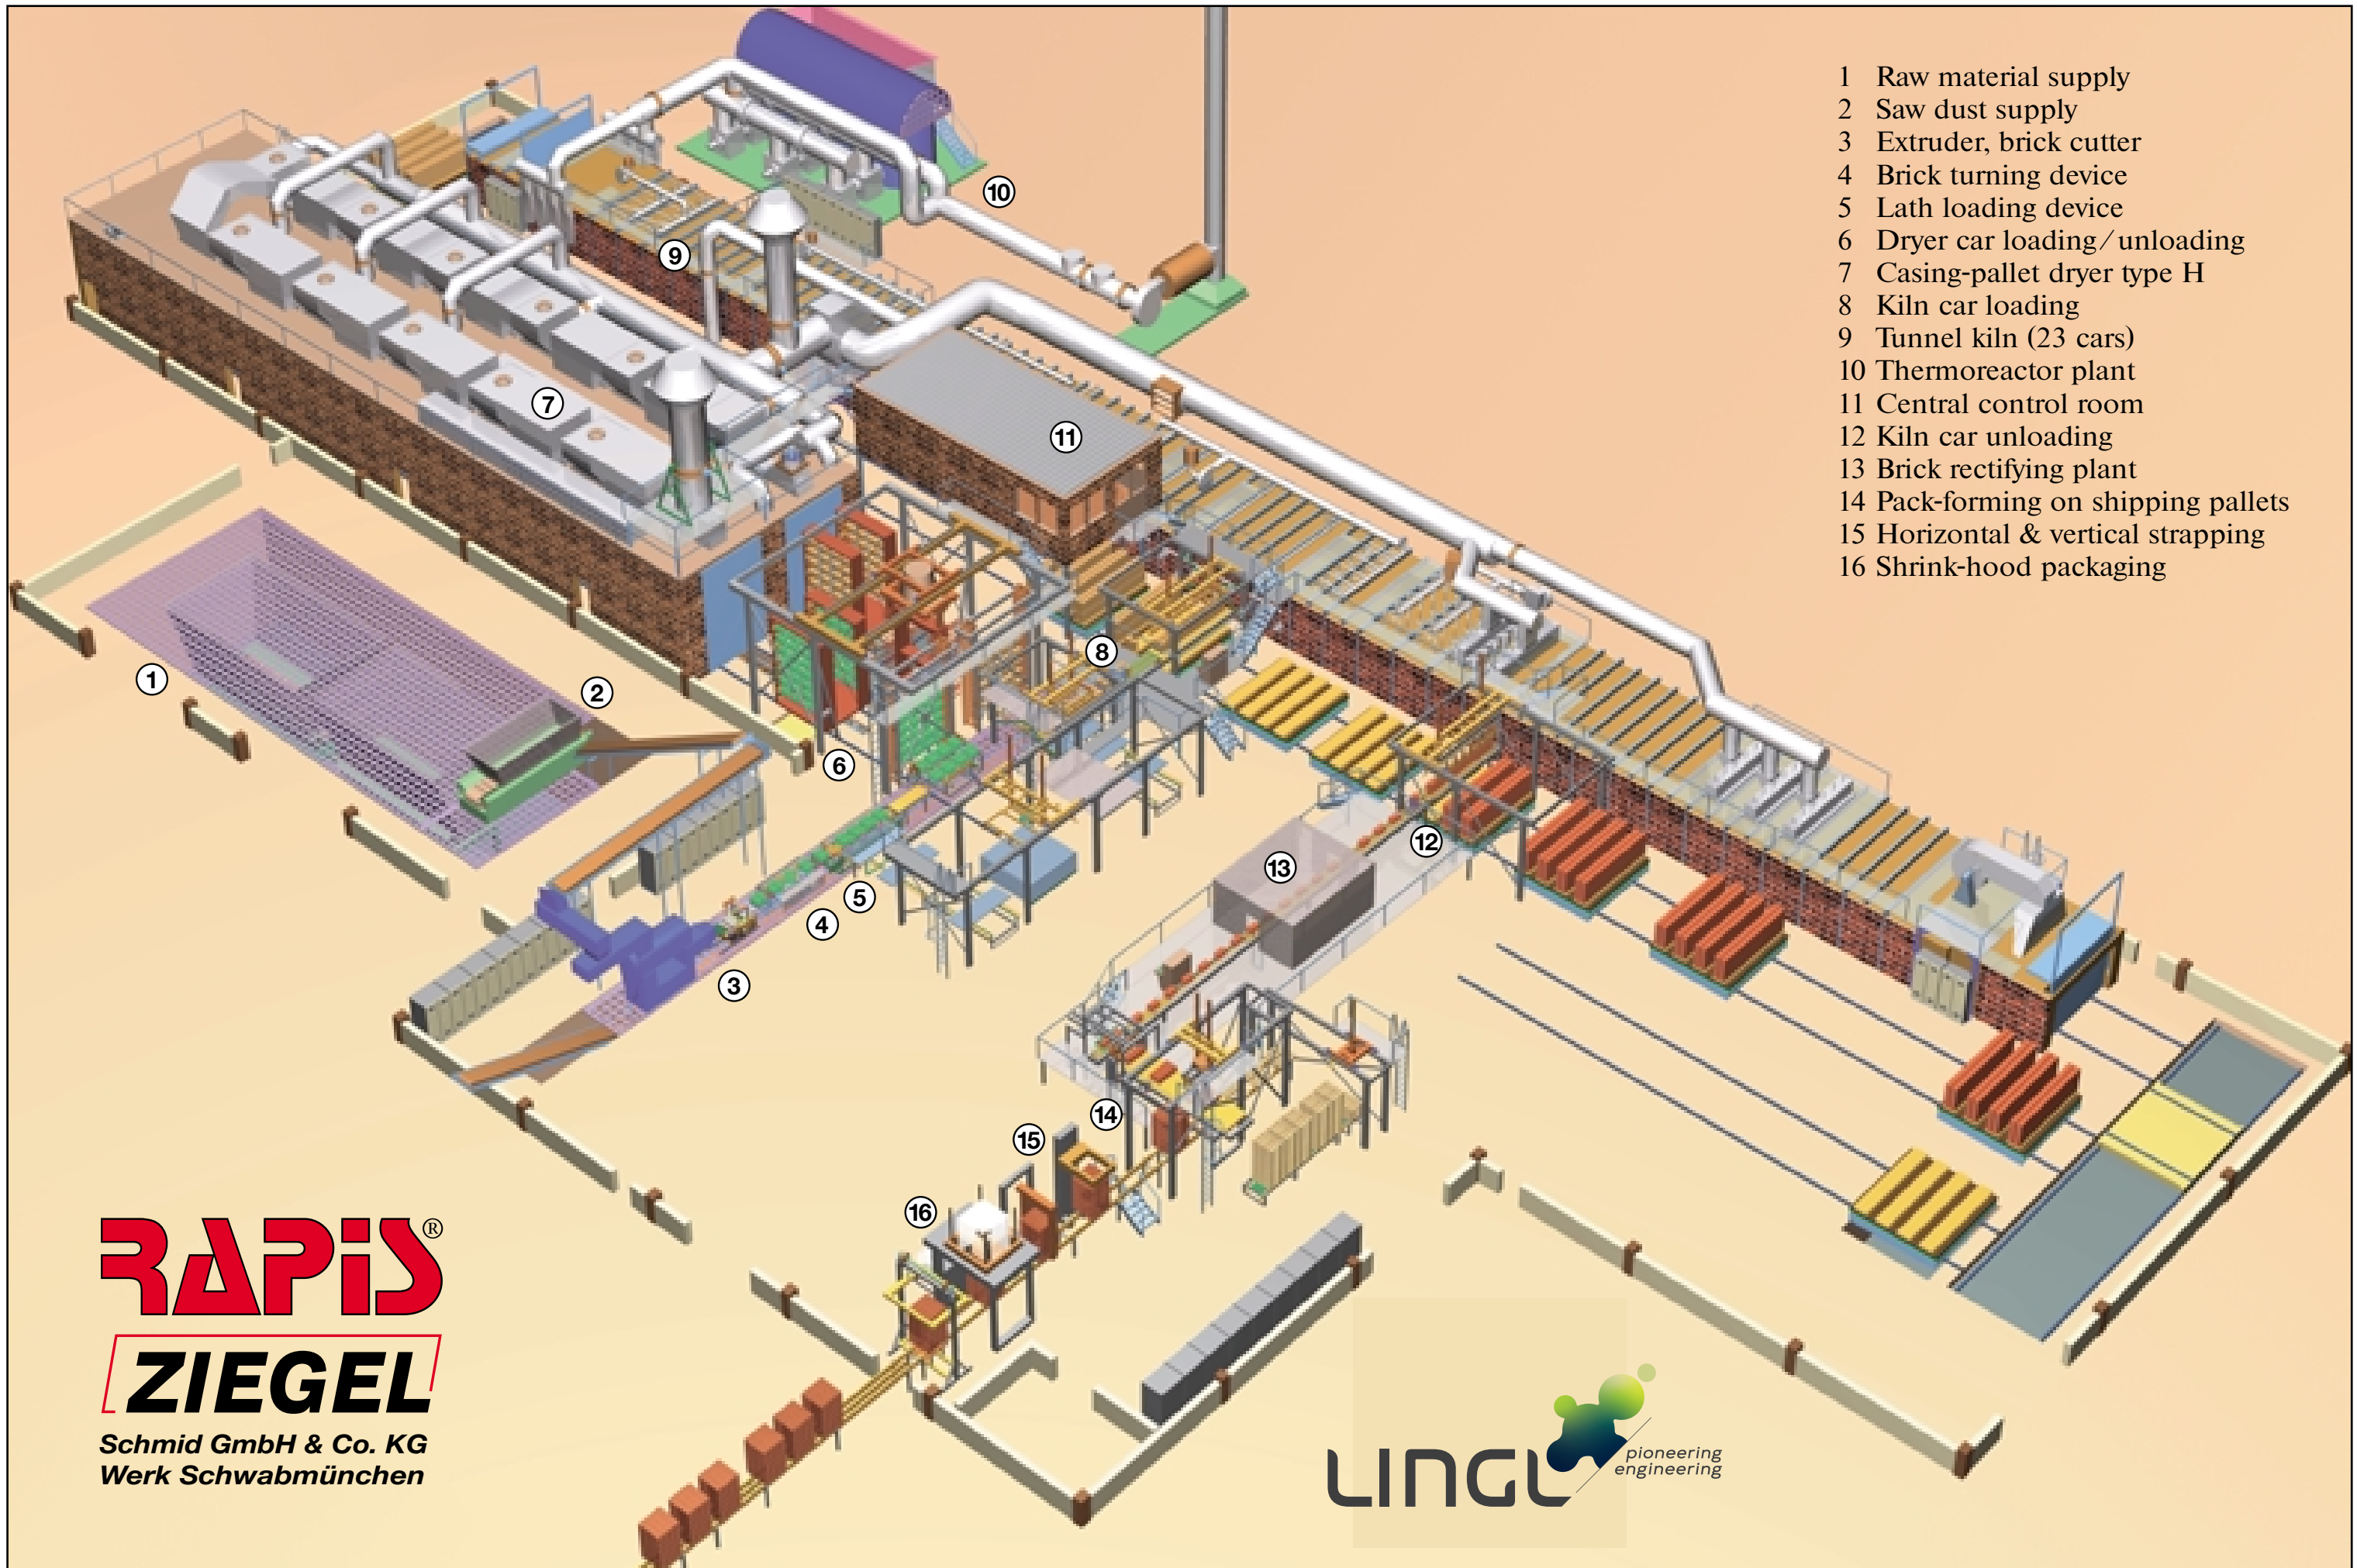 1 Raw material supply
2 Saw dust supply
3 Extruder, brick cutter
4 Brick turning device
5 Lath loading device
6 Dryer car loading/unloading
7 Casing-pallet dryer type H
8 Kiln car loading
9 Tunnel kiln (23 cars)
10 Thermoreactor plant
11 Central control room
12 Kiln car unloading
13 Brick rectifying plant
14 Pack-forming on shipping pallets
15 Horizontal & vertical strapping
16 Shrink-hood packaging
10
9
7
11
8
1
2
6
12
13
5
4
3
14
15
16
RAPiS®
ZIEGEL
Schmid GmbH & Co. KG
Werk Schwabmünchen
LINGL
pioneering
engineering